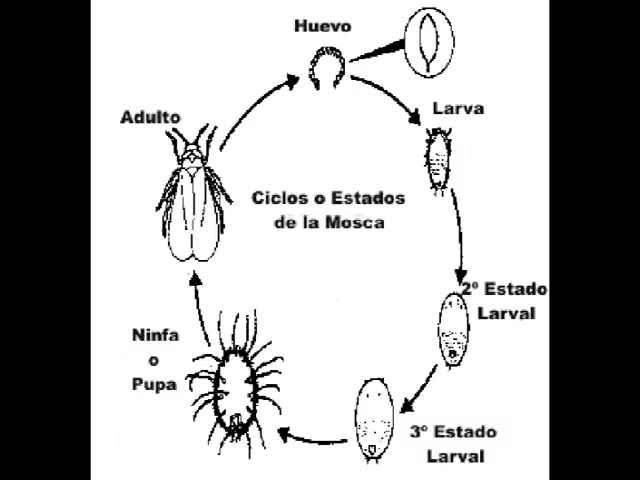 Huevo
Larva
Adulto
Ciclos o Estados
de la Mosca
2º Estado
Larval
Ninfa
o
Pupa
3º Estado
Larval